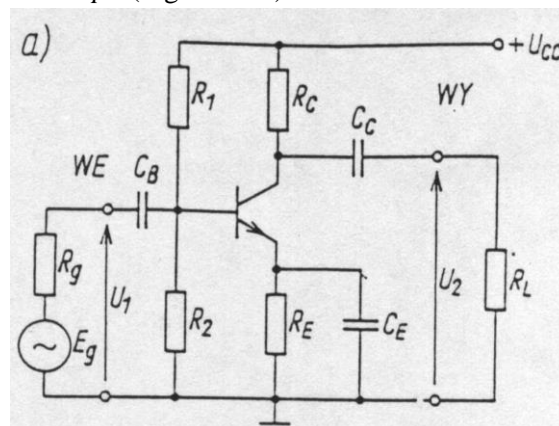 a)
+U_CC
R_1
R_C
C_C
WY
WE
C_B
R_g
U_1
R_2
R_E
C_E
U_2
R_L
E_g
~